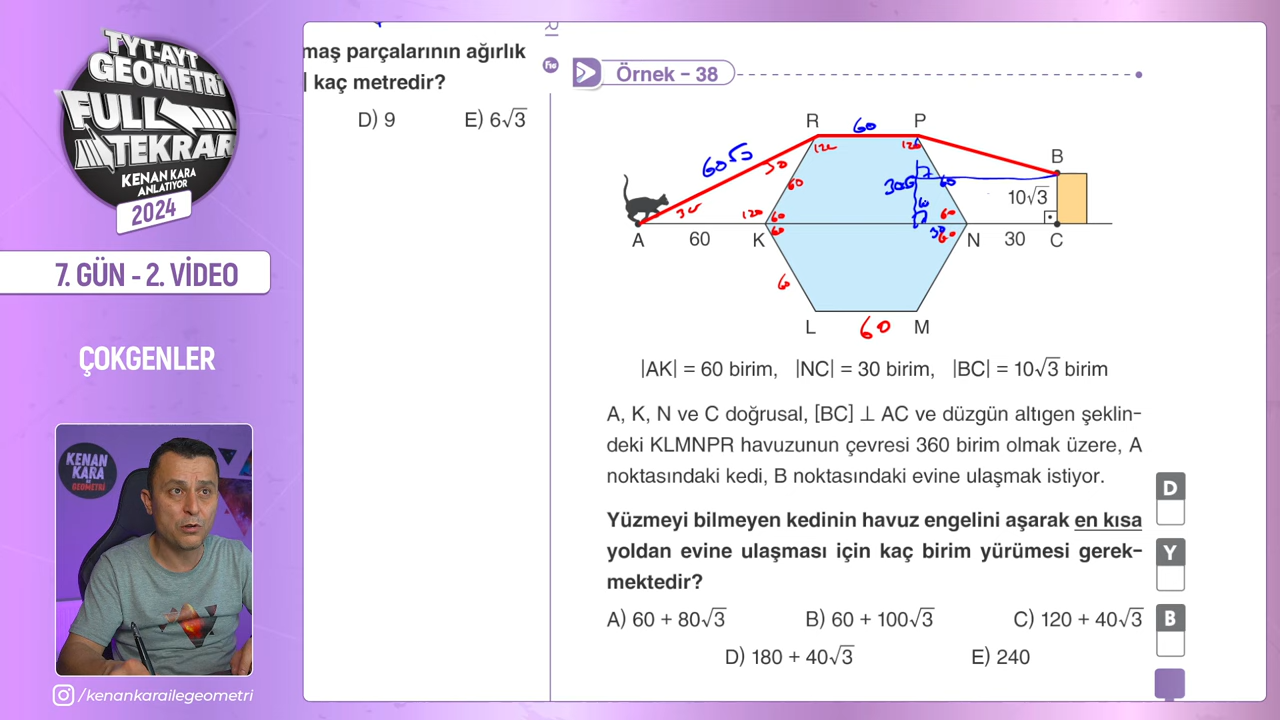 TYT-AYT
GEOMETRİ
FULL
TEKRAR
KENAN KARA
ANLATIYOR
2024
7. GÜN - 2. VİDEO
ÇOKGENLER
KENAN
KARA
GEOMETRİ
/kenankarailegeometri
maş parçalarının ağırlık
| kaç metredir?
D) 9 E) 6√3
Örnek – 38
R 60 P
60√3 30 120 120 B
60 30√3 60 10√3
30 120 60 60
A 60 K 60 30 60 N 30 C
60
L 60 M
|AK| = 60 birim, |NC| = 30 birim, |BC| = 10√3 birim
A, K, N ve C doğrusal, [BC] ⊥ AC ve düzgün altıgen şeklin-
deki KLMNPR havuzunun çevresi 360 birim olmak üzere, A
noktasındaki kedi, B noktasındaki evine ulaşmak istiyor.
Yüzmeyi bilmeyen kedinin havuz engelini aşarak en kısa
yoldan evine ulaşması için kaç birim yürümesi gerek-
mektedir?
A) 60 + 80√3 B) 60 + 100√3 C) 120 + 40√3
D) 180 + 40√3 E) 240
D
Y
B